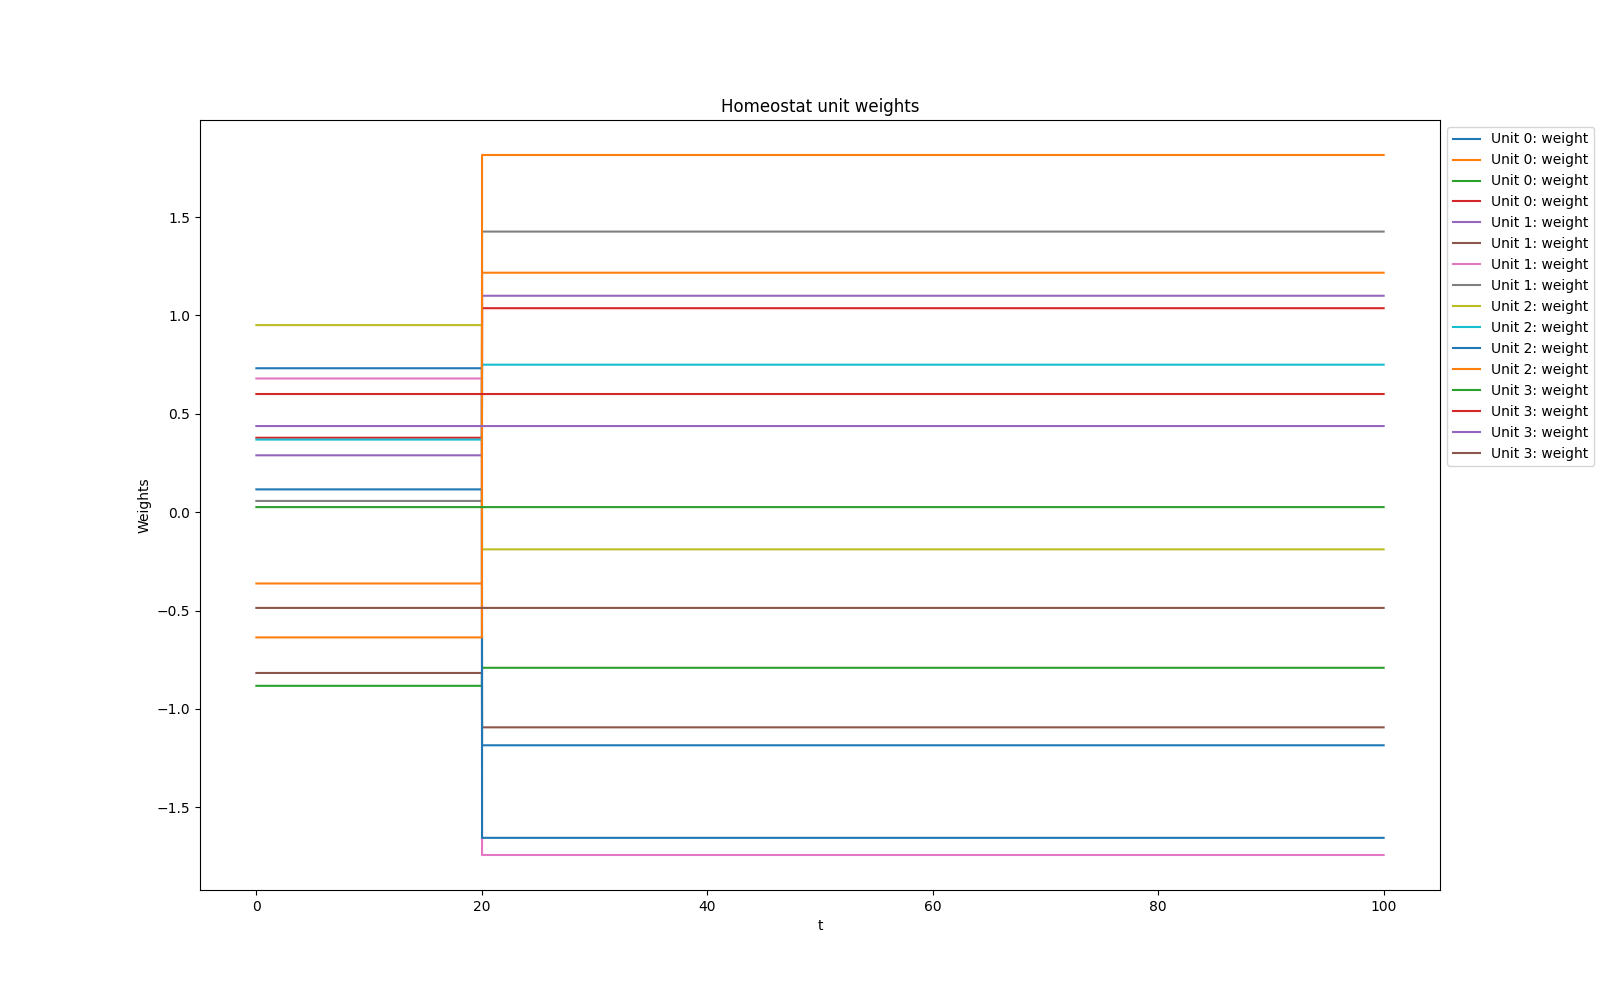 Homeostat unit weights
Weights
1.5
1.0
0.5
0.0
−0.5
−1.0
−1.5
0
20
40
60
80
100
t
Unit 0: weight
Unit 0: weight
Unit 0: weight
Unit 0: weight
Unit 1: weight
Unit 1: weight
Unit 1: weight
Unit 1: weight
Unit 2: weight
Unit 2: weight
Unit 2: weight
Unit 2: weight
Unit 3: weight
Unit 3: weight
Unit 3: weight
Unit 3: weight